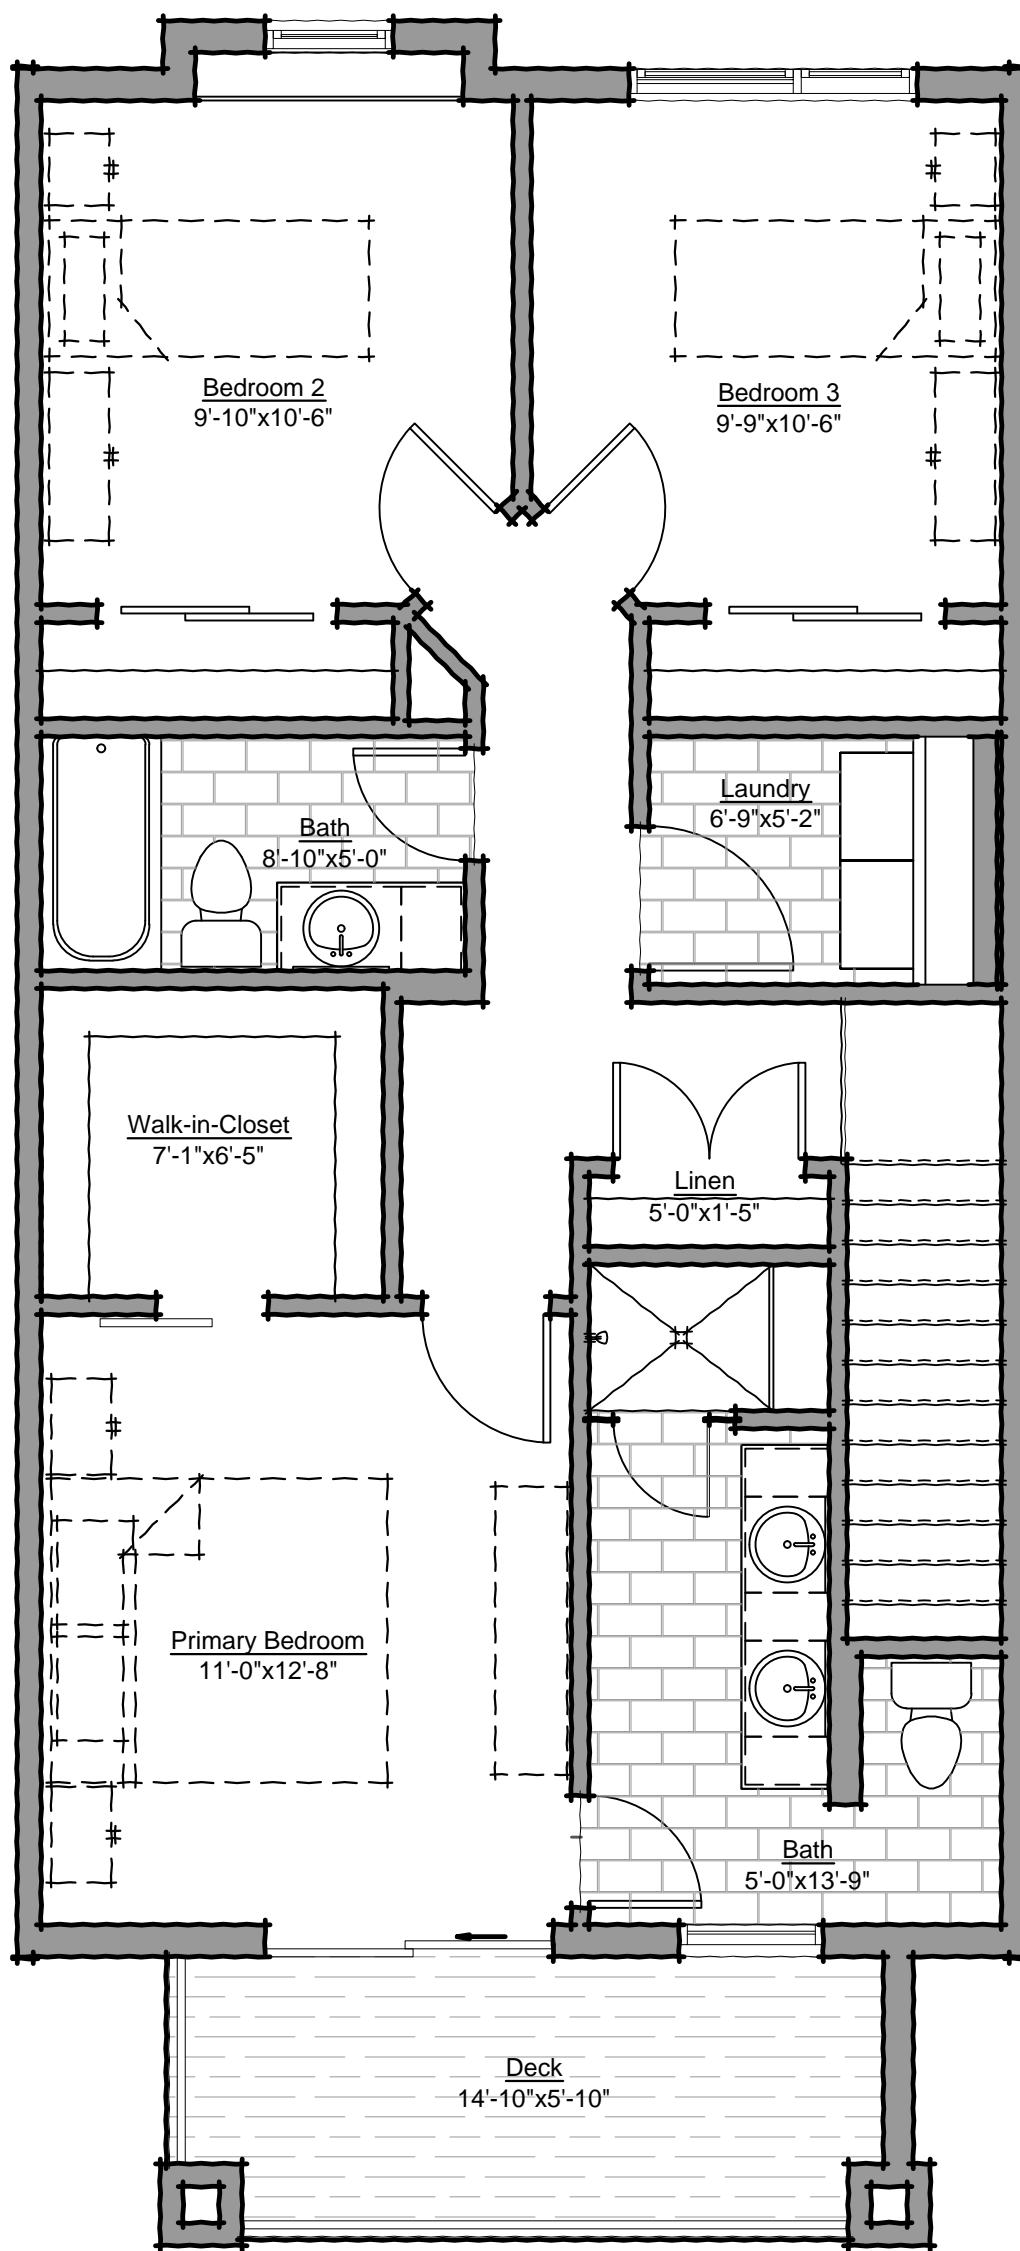 Bedroom 2
9'-10"x10'-6"
Bedroom 3
9'-9"x10'-6"
Laundry
6'-9"x5'-2"
Bath
8'-10"x5'-0"
Walk-in-Closet
7'-1"x6'-5"
Linen
5'-0"x1'-5"
Primary Bedroom
11'-0"x12'-8"
Bath
5'-0"x13'-9"
Deck
14'-10"x5'-10"